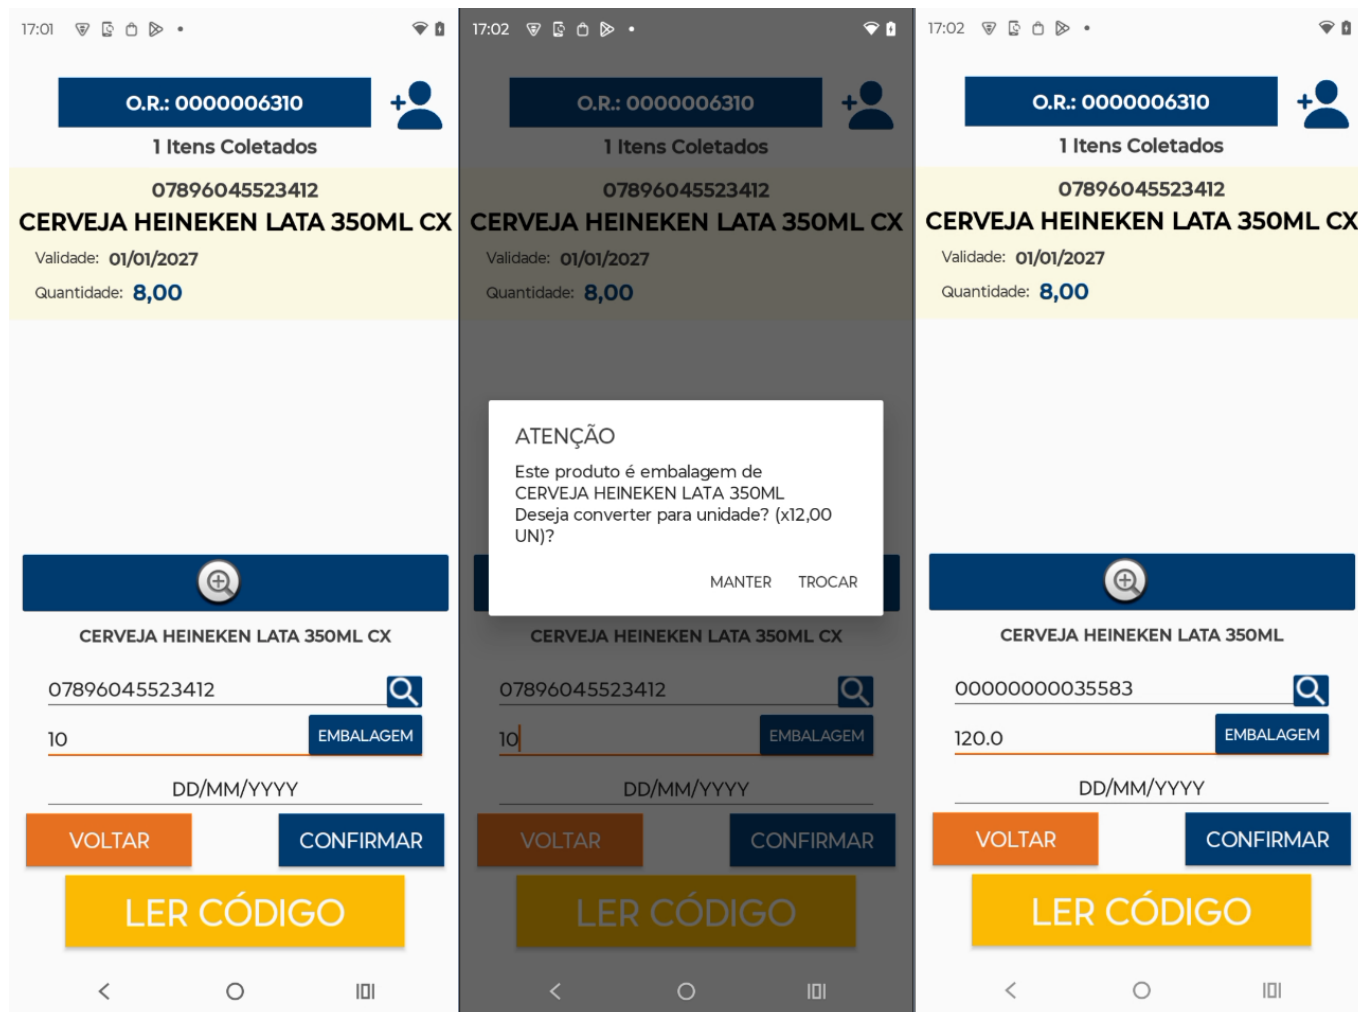 17:01
O.R.: 0000006310
1 Itens Coletados
07896045523412
CERVEJA HEINEKEN LATA 350ML CX
Validade: 01/01/2027
Quantidade: 8,00
CERVEJA HEINEKEN LATA 350ML CX
07896045523412
10
EMBALAGEM
DD/MM/YYYY
VOLTAR
CONFIRMAR
LER CÓDIGO
17:02
O.R.: 0000006310
1 Itens Coletados
07896045523412
CERVEJA HEINEKEN LATA 350ML CX
Validade: 01/01/2027
Quantidade: 8,00
ATENÇÃO
Este produto é embalagem de
CERVEJA HEINEKEN LATA 350ML
Deseja converter para unidade? (x12,00
UN)?
MANTER
TROCAR
CERVEJA HEINEKEN LATA 350ML CX
07896045523412
10
EMBALAGEM
DD/MM/YYYY
VOLTAR
CONFIRMAR
LER CÓDIGO
17:02
O.R.: 0000006310
1 Itens Coletados
07896045523412
CERVEJA HEINEKEN LATA 350ML CX
Validade: 01/01/2027
Quantidade: 8,00
CERVEJA HEINEKEN LATA 350ML
00000000035583
120.0
EMBALAGEM
DD/MM/YYYY
VOLTAR
CONFIRMAR
LER CÓDIGO